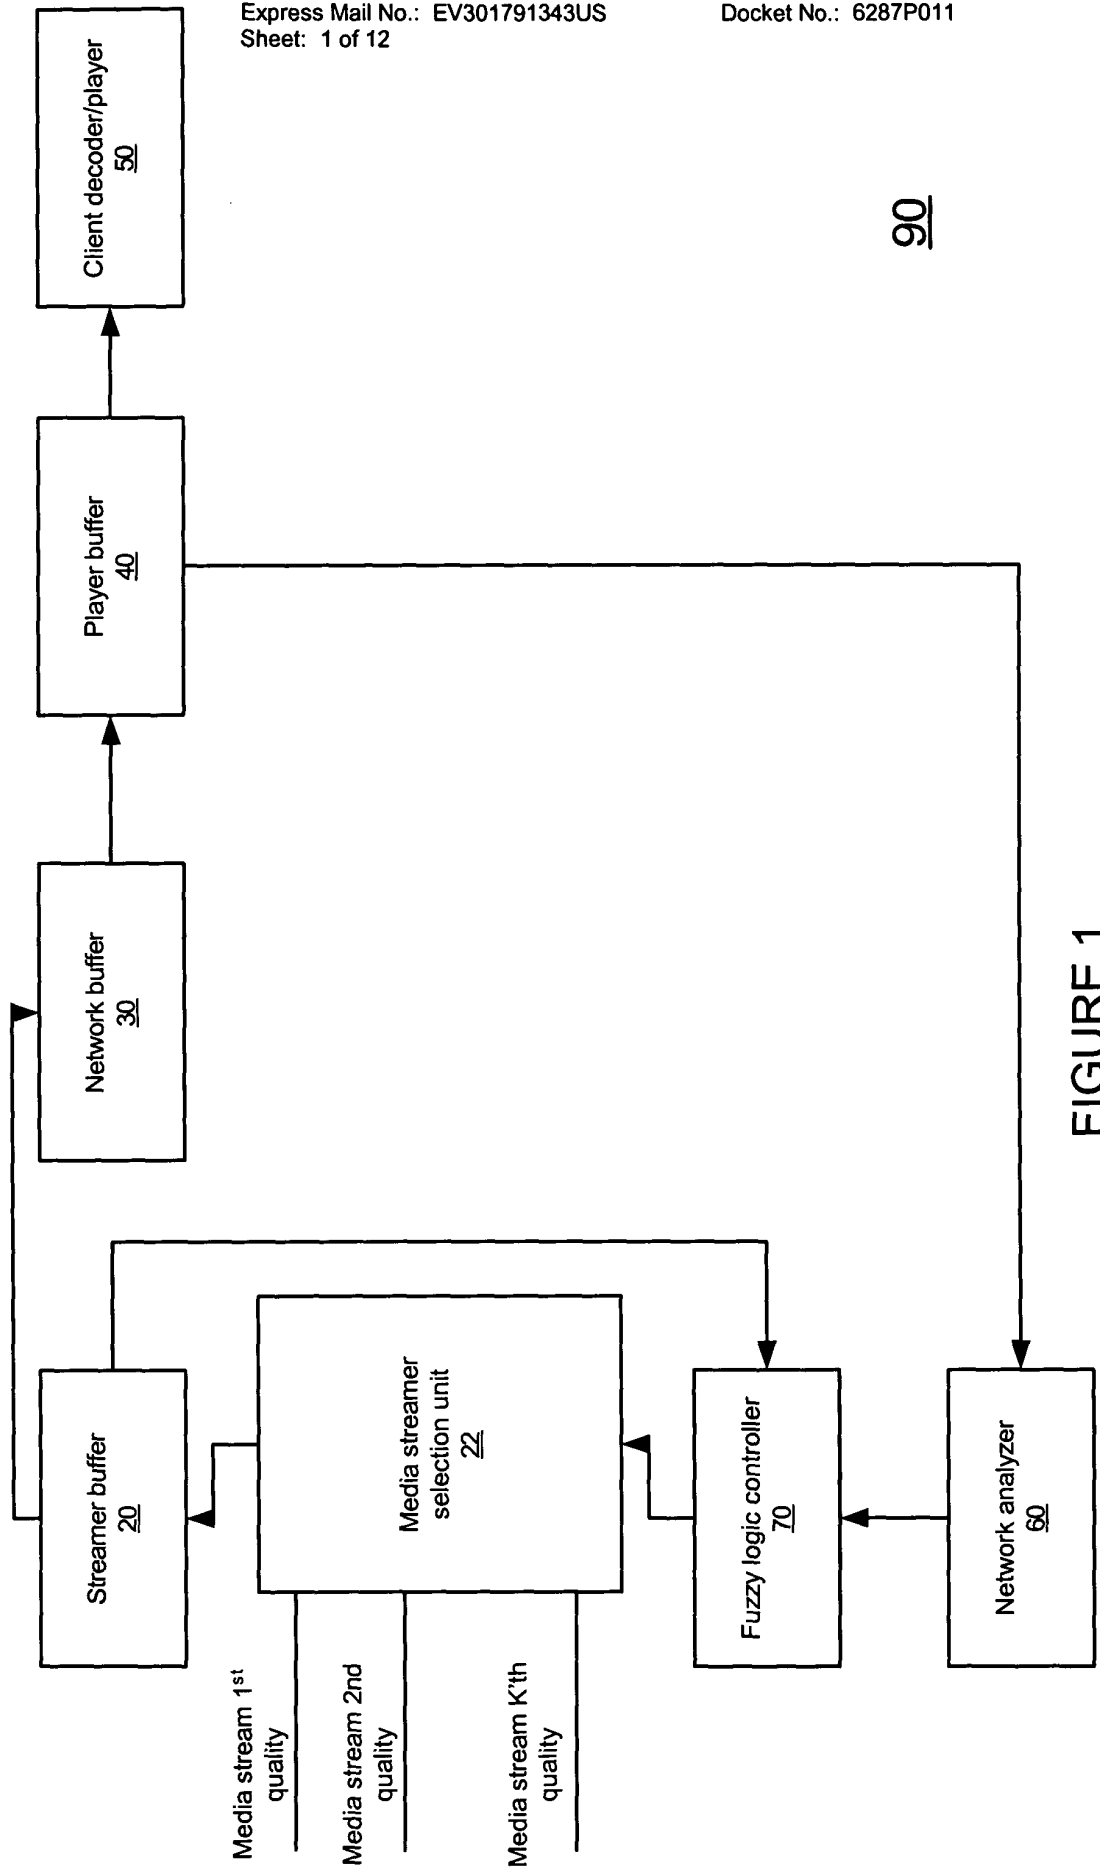 Express Mail No.: EV301791343US Docket No.: 6287P011
Sheet: 1 of 12
Streamer buffer
20
Network buffer
30
Player buffer
40
Client decoder/player
50
Media stream 1st
quality
Media stream 2nd
quality
Media stream K'th
quality
Media streamer
selection unit
22
Fuzzy logic controller
70
Network analyzer
60
90
FIGURE 1